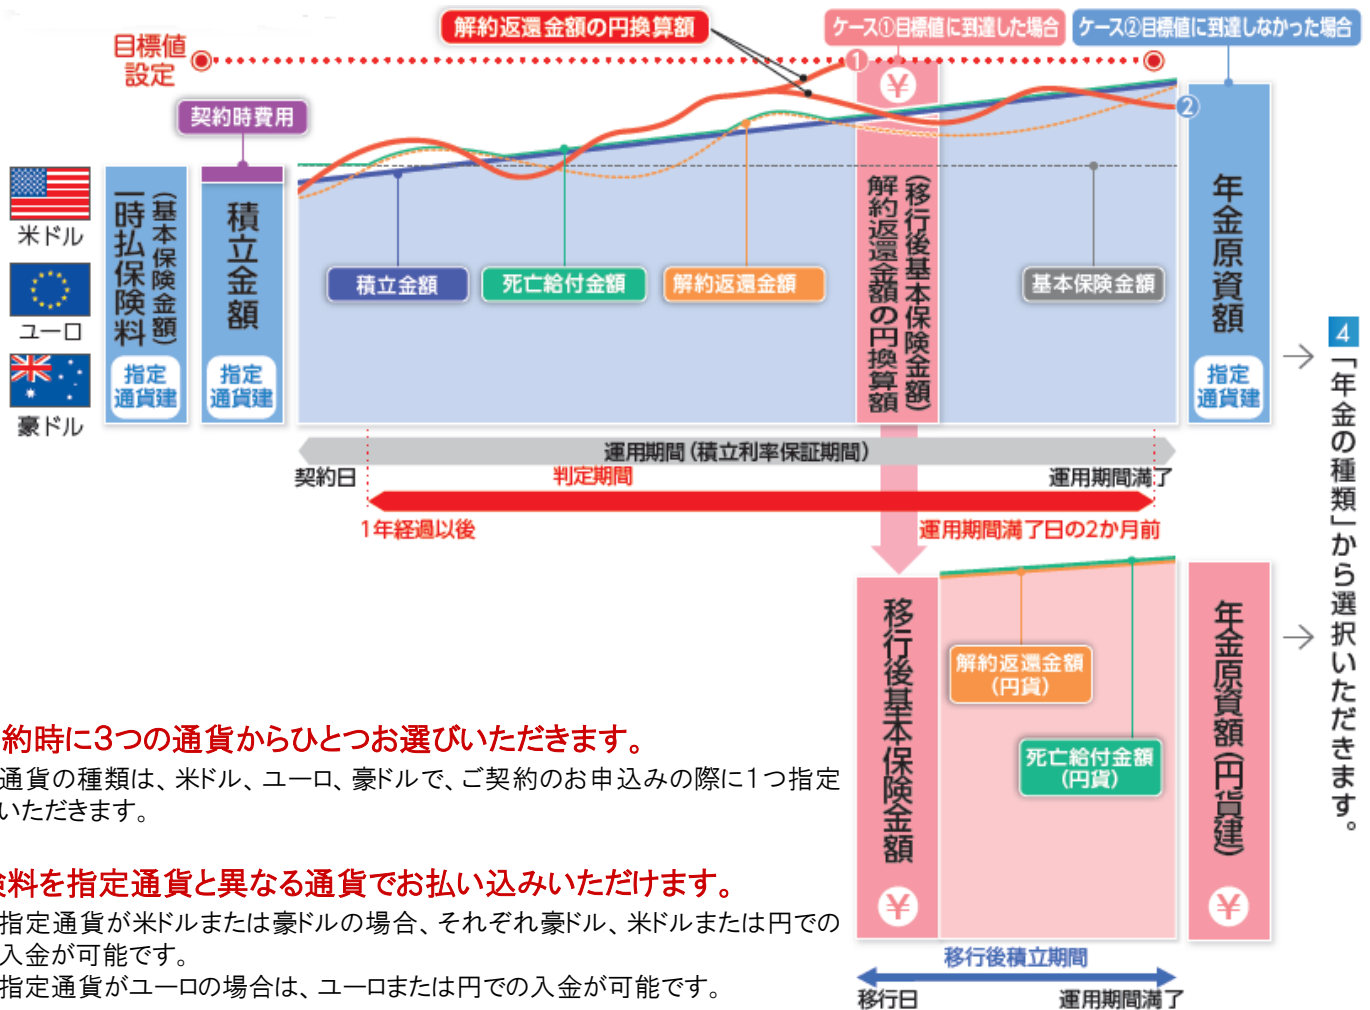 解約返還金額の円換算額
ケース①目標値に到達した場合
ケース②目標値に到達しなかった場合
目標値
設定
1
¥
契約時費用
2
米ドル
ユーロ
豪ドル
一時払保険料
(基本保険金額)
指定
通貨建
積立金額
指定
通貨建
積立金額
死亡給付金額
解約返還金額
基本保険金額
解約返還金額の円換算額
(移行後基本保険金額)
年金原資額
指定
通貨建
→
4「年金の種類」から選択いただきます。
運用期間(積立利率保証期間)
契約日
判定期間
運用期間満了
1年経過以後
運用期間満了日の2か月前
移行後基本保険金額
¥
解約返還金額
(円貨)
死亡給付金額
(円貨)
年金原資額(円貨建)
¥
→
移行後積立期間
移行日
運用期間満了
約時に3つの通貨からひとつお選びいただきます。
通貨の種類は、米ドル、ユーロ、豪ドルで、ご契約のお申込みの際に1つ指定
いただきます。
料を指定通貨と異なる通貨でお払い込みいただけます。
指定通貨が米ドルまたは豪ドルの場合、それぞれ豪ドル、米ドルまたは円での
入金が可能です。
指定通貨がユーロの場合は、ユーロまたは円での入金が可能です。